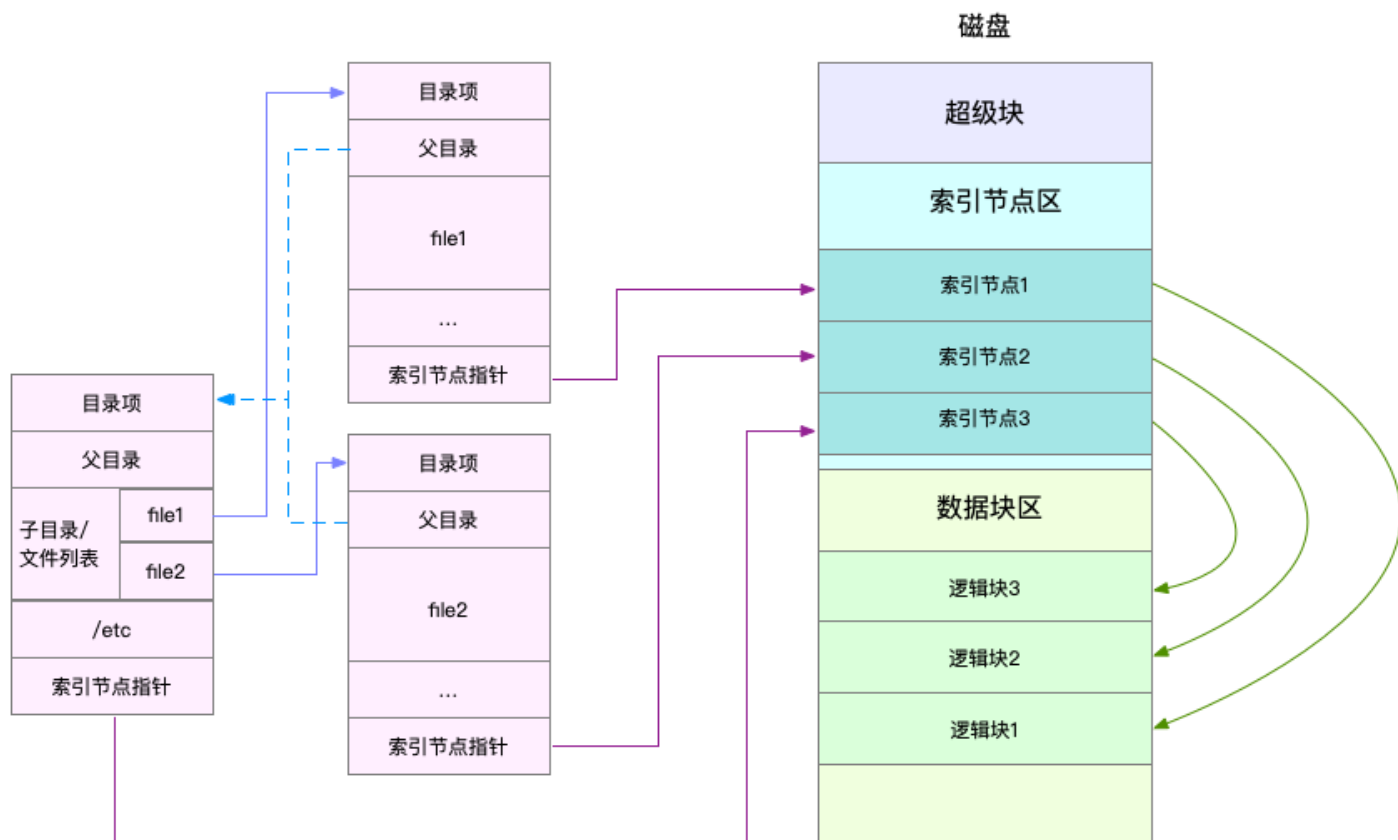 磁盘
目录项
父目录
子目录/
文件列表
file1
file2
/etc
索引节点指针
目录项
父目录
file1
...
索引节点指针
目录项
父目录
file2
...
索引节点指针
超级块
索引节点区
索引节点1
索引节点2
索引节点3
数据块区
逻辑块3
逻辑块2
逻辑块1